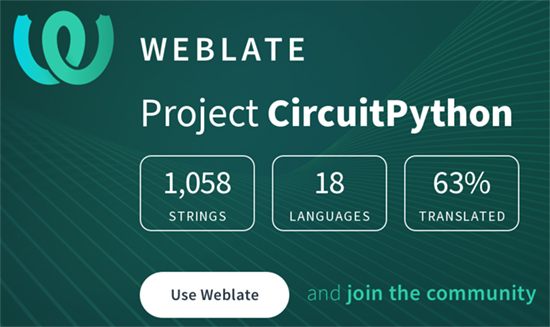 WEBLATE
Project CircuitPython
1,058 18 63%
STRINGS LANGUAGES TRANSLATED
Use Weblate and join the community